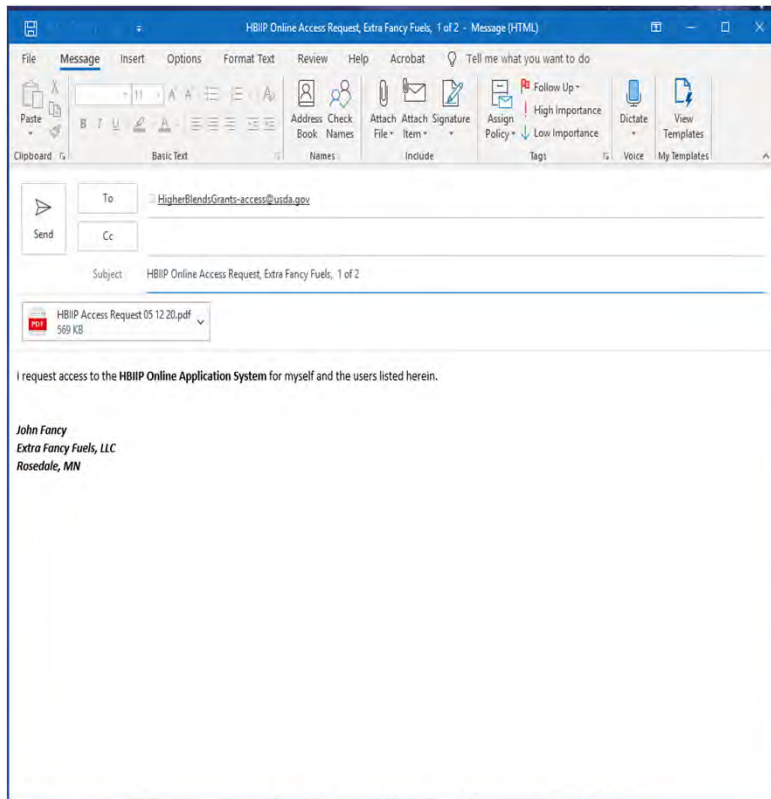 HBIIP Online Access Request, Extra Fancy Fuels, 1 of 2 - Message (HTML)
File Message Insert Options Format Text Review Help Acrobat Tell me what you want to do
Paste
Clipboard
11
B I U A
Basic Text
Address Book
Check Names
Names
Attach File
Attach Item
Signature
Include
Assign Policy
Follow Up
High Importance
Low Importance
Tags
Dictate
Voice
View Templates
My Templates
Send
To
HigherBlendsGrants-access@usda.gov
Cc
Subject
HBIIP Online Access Request, Extra Fancy Fuels, 1 of 2
PDF
HBIIP Access Request 05 12 20.pdf
569 KB
I request access to the HBIIP Online Application System for myself and the users listed herein.
John Fancy
Extra Fancy Fuels, LLC
Rosedale, MN